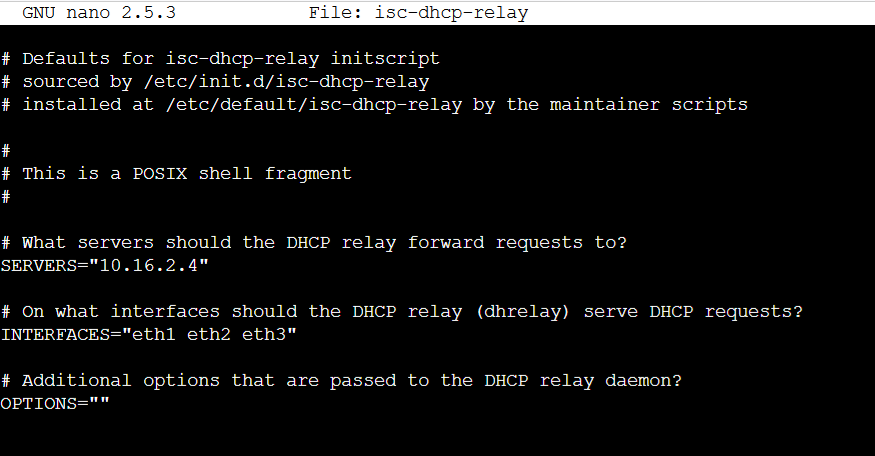 GNU nano 2.5.3 File: isc-dhcp-relay
# Defaults for isc-dhcp-relay initscript
# sourced by /etc/init.d/isc-dhcp-relay
# installed at /etc/default/isc-dhcp-relay by the maintainer scripts
#
# This is a POSIX shell fragment
#
# What servers should the DHCP relay forward requests to?
SERVERS="10.16.2.4"
# On what interfaces should the DHCP relay (dhrelay) serve DHCP requests?
INTERFACES="eth1 eth2 eth3"
# Additional options that are passed to the DHCP relay daemon?
OPTIONS=""